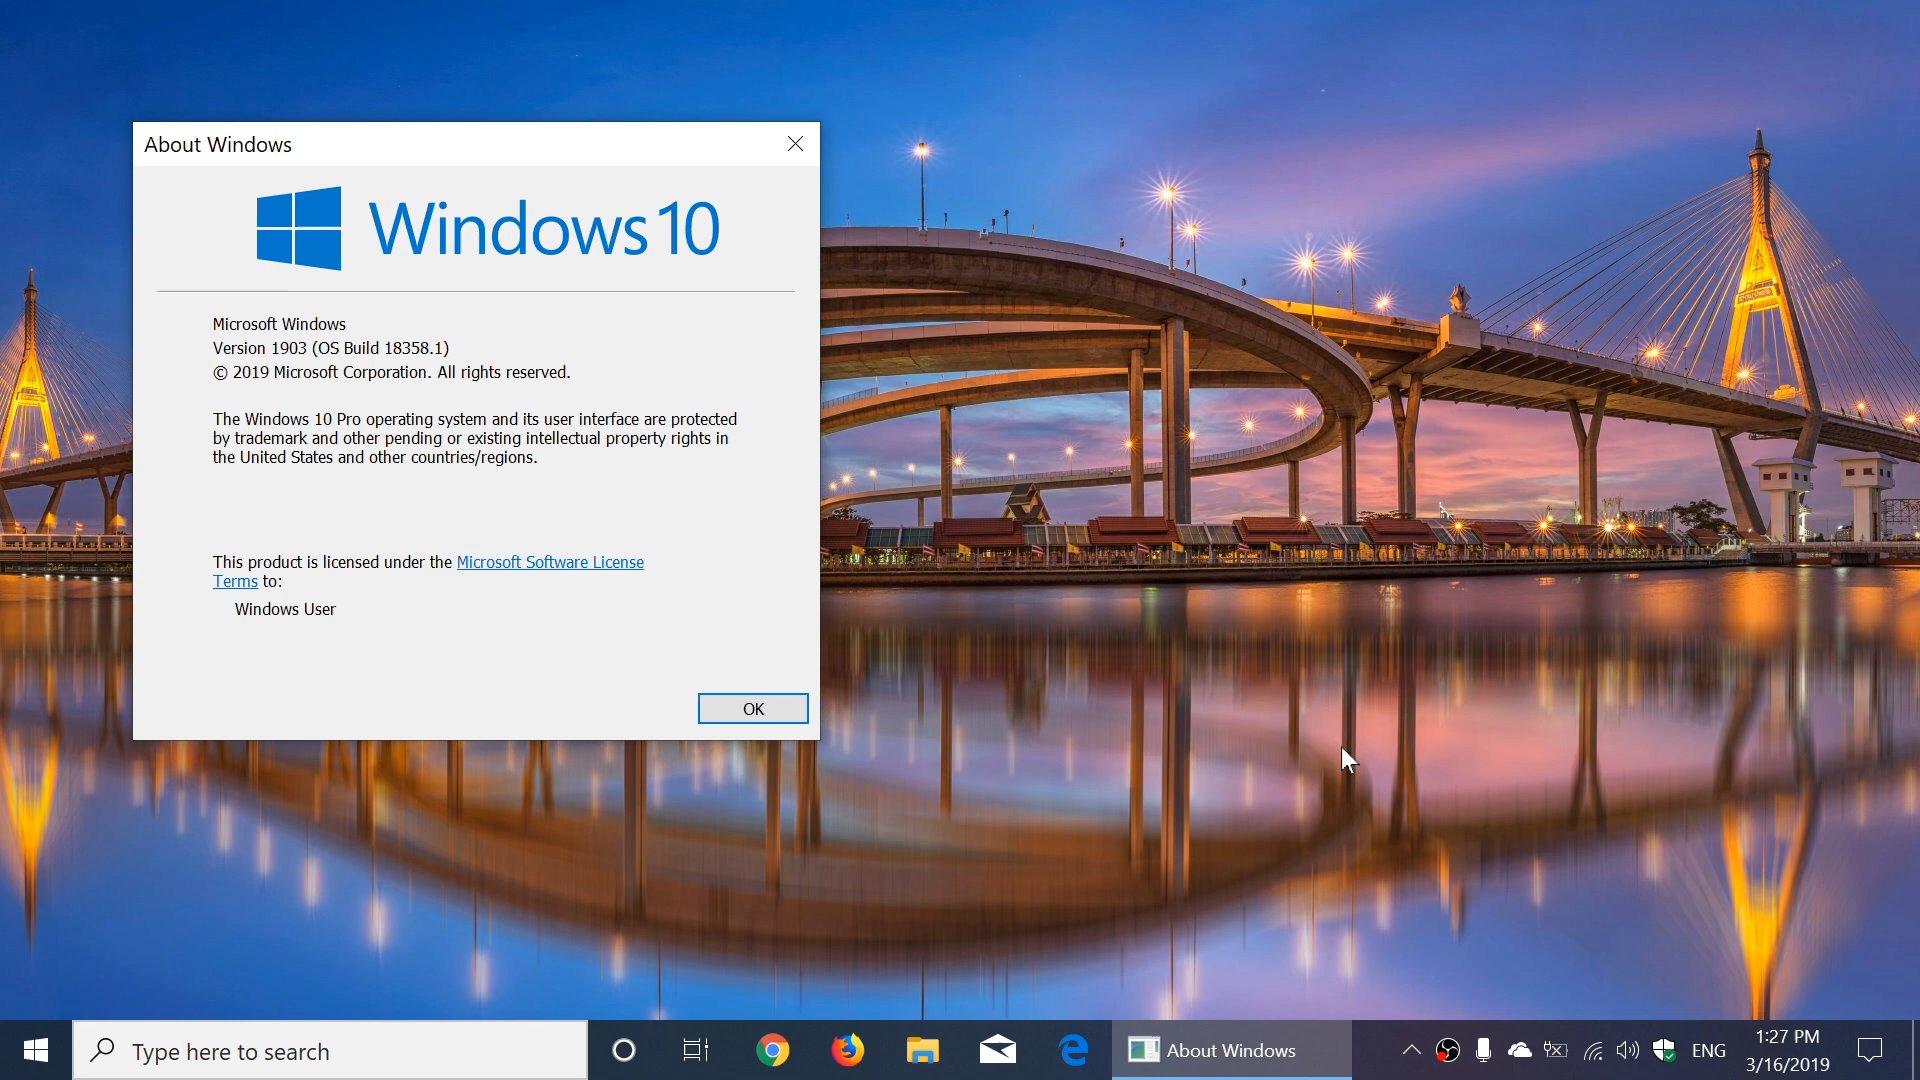 About Windows
Windows 10
Microsoft Windows
Version 1903 (OS Build 18358.1)
© 2019 Microsoft Corporation. All rights reserved.
The Windows 10 Pro operating system and its user interface are protected
by trademark and other pending or existing intellectual property rights in
the United States and other countries/regions.
This product is licensed under the Microsoft Software License
Terms to:
Windows User
OK
Type here to search
About Windows
ENG
1:27 PM
3/16/2019